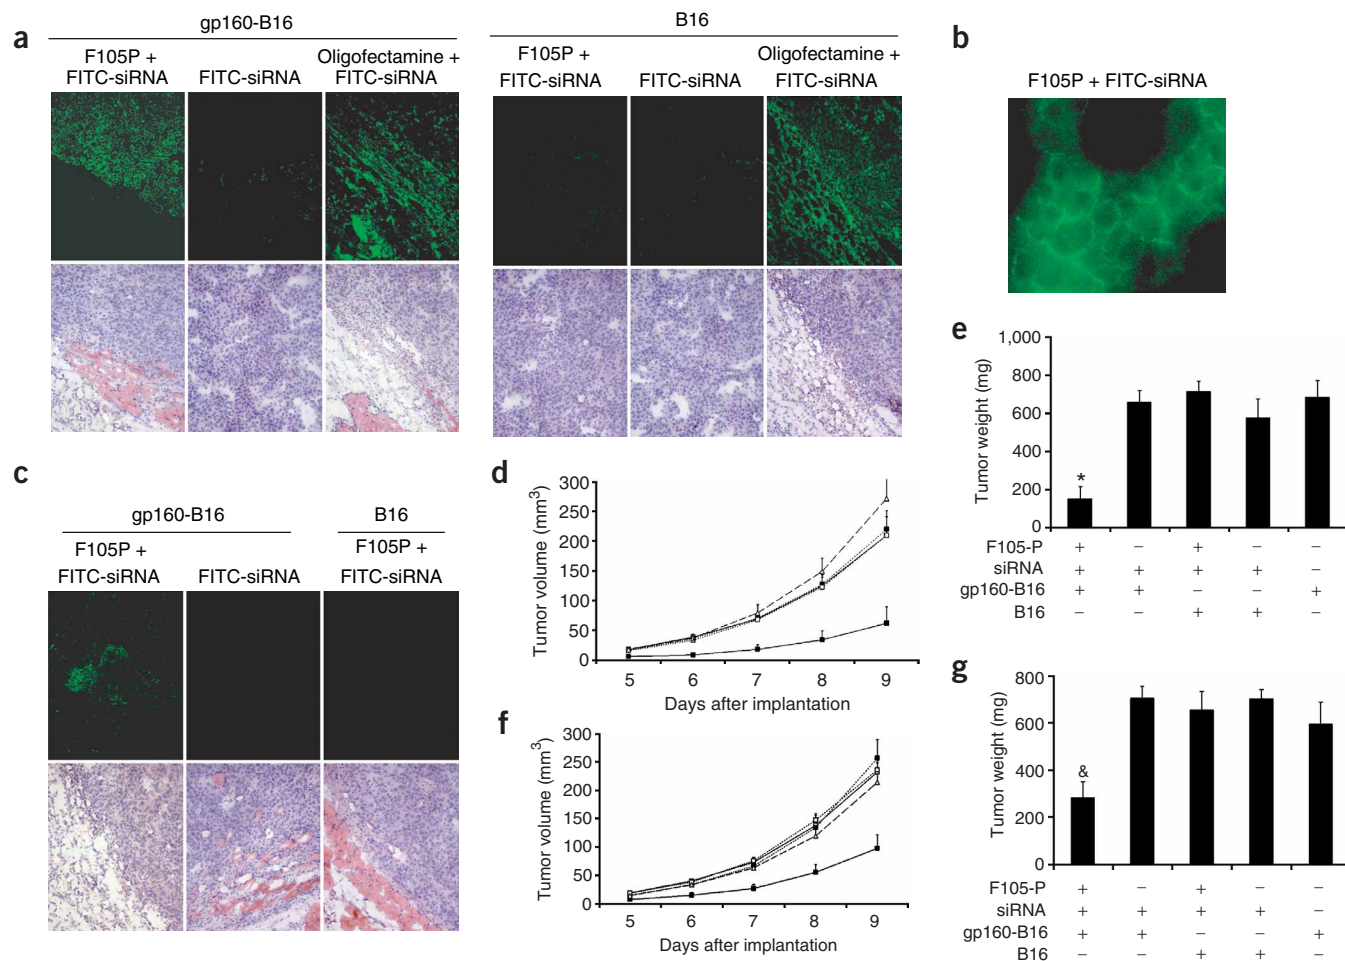 a
gp160-B16
F105P +
FITC-siRNA
FITC-siRNA
Oligofectamine +
FITC-siRNA
B16
F105P +
FITC-siRNA
FITC-siRNA
Oligofectamine +
FITC-siRNA
b
F105P + FITC-siRNA
c
gp160-B16
F105P +
FITC-siRNA
FITC-siRNA
B16
F105P +
FITC-siRNA
d
Tumor volume (mm3)
300
250
200
150
100
50
0
5 6 7 8 9
Days after implantation
e
Tumor weight (mg)
1,000
800
600
400
200
0
*
F105-P + – + – –
siRNA + + + + –
gp160-B16 + + – – +
B16 – – + + –
f
Tumor volume (mm3)
300
250
200
150
100
50
0
5 6 7 8 9
Days after implantation
g
Tumor weight (mg)
800
600
400
200
0
&
F105-P + – + – –
siRNA + + + + –
gp160-B16 + + – – +
B16 – – + + –